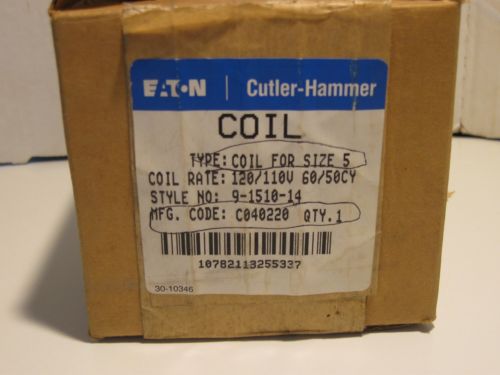 EATON Cutler-Hammer
COIL
TYPE: COIL FOR SIZE 5
COIL RATE: 120/110V 60/50CY
STYLE NO: 9-1510-14
MFG. CODE: C040220 QTY.1
10782113255337
30-10346